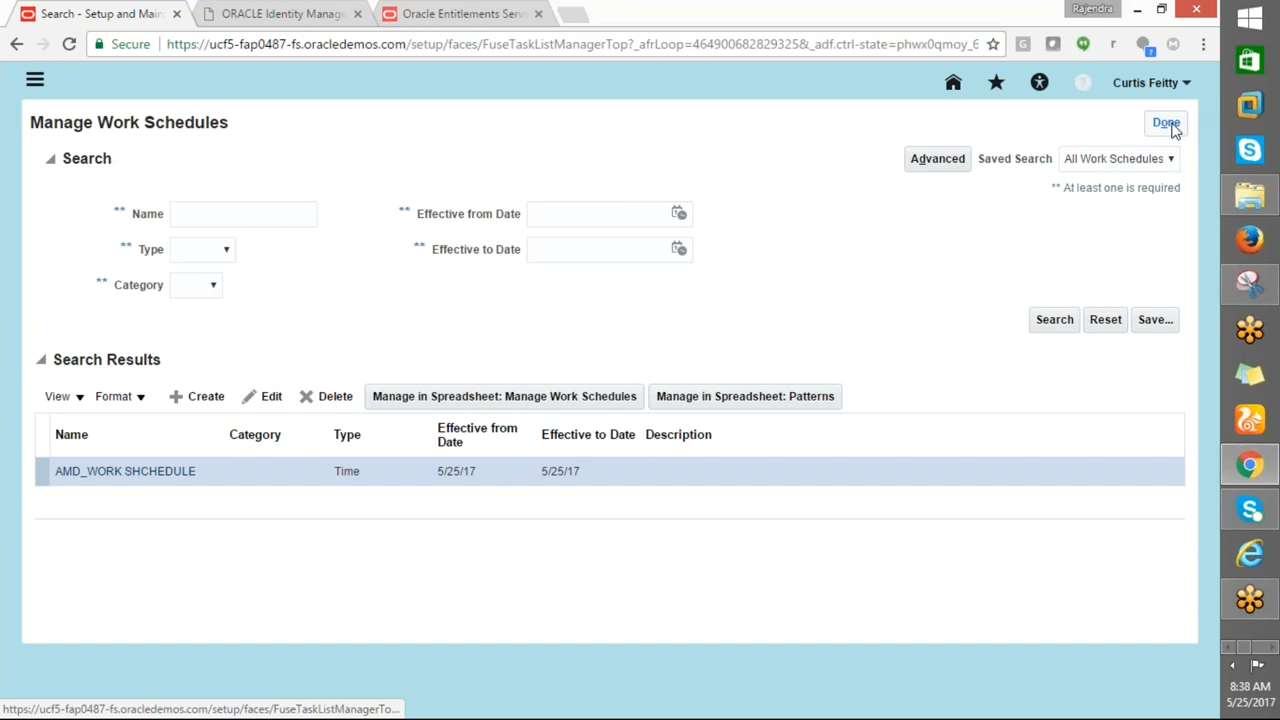 Search - Setup and Main
ORACLE Identity Manage
Oracle Entitlements Serv
Rajendra
Secure
https://ucf5-fap0487-fs.oracledemos.com/setup/faces/FuseTaskListManagerTop?_afrLoop=4649006828829325&_adf.ctrl-state=phwx0qmoy_6
Curtis Feitty
Manage Work Schedules
Done
Search
Advanced
Saved Search
All Work Schedules
** At least one is required
** Name
** Effective from Date
** Type
** Effective to Date
** Category
Search
Reset
Save...
Search Results
View
Format
Create
Edit
Delete
Manage in Spreadsheet: Manage Work Schedules
Manage in Spreadsheet: Patterns
Name
Category
Type
Effective from
Date
Effective to Date
Description
AMD_WORK SHCHEDULE
Time
5/25/17
5/25/17
https://ucf5-fap0487-fs.oracledemos.com/setup/faces/FuseTaskListManagerTo...
8:38 AM
5/25/2017